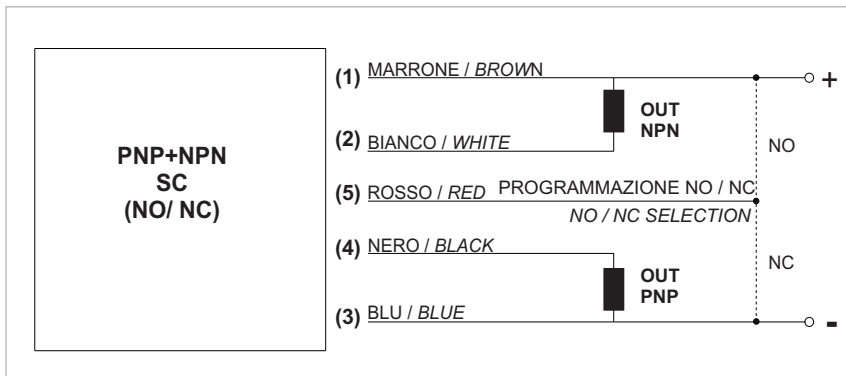 PNP+NPN
SC
(NO/ NC)
(1) MARRONE / BROWN
+
OUT
NPN
(2) BIANCO / WHITE
NO
(5) ROSSO / RED PROGRAMMAZIONE NO / NC
NO / NC SELECTION
(4) NERO / BLACK
OUT
PNP
NC
(3) BLU / BLUE
-